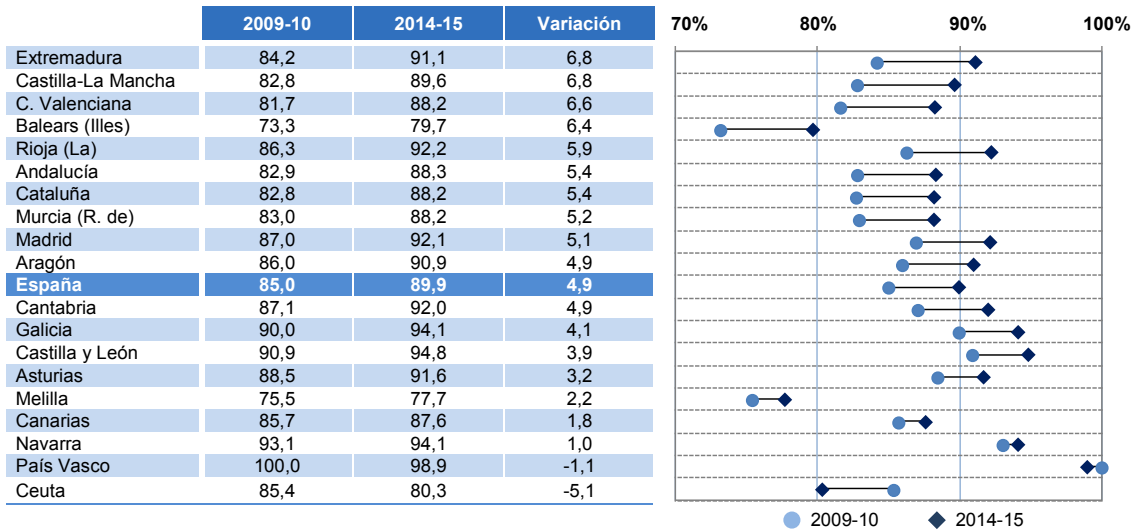 2009-10 2014-15 Variación 70% 80% 90% 100%
Extremadura 84,2 91,1 6,8
Castilla-La Mancha 82,8 89,6 6,8
C. Valenciana 81,7 88,2 6,6
Balears (Illes) 73,3 79,7 6,4
Rioja (La) 86,3 92,2 5,9
Andalucía 82,9 88,3 5,4
Cataluña 82,8 88,2 5,4
Murcia (R. de) 83,0 88,2 5,2
Madrid 87,0 92,1 5,1
Aragón 86,0 90,9 4,9
España 85,0 89,9 4,9
Cantabria 87,1 92,0 4,9
Galicia 90,0 94,1 4,1
Castilla y León 90,9 94,8 3,9
Asturias 88,5 91,6 3,2
Melilla 75,5 77,7 2,2
Canarias 85,7 87,6 1,8
Navarra 93,1 94,1 1,0
País Vasco 100,0 98,9 -1,1
Ceuta 85,4 80,3 -5,1
2009-10 2014-15